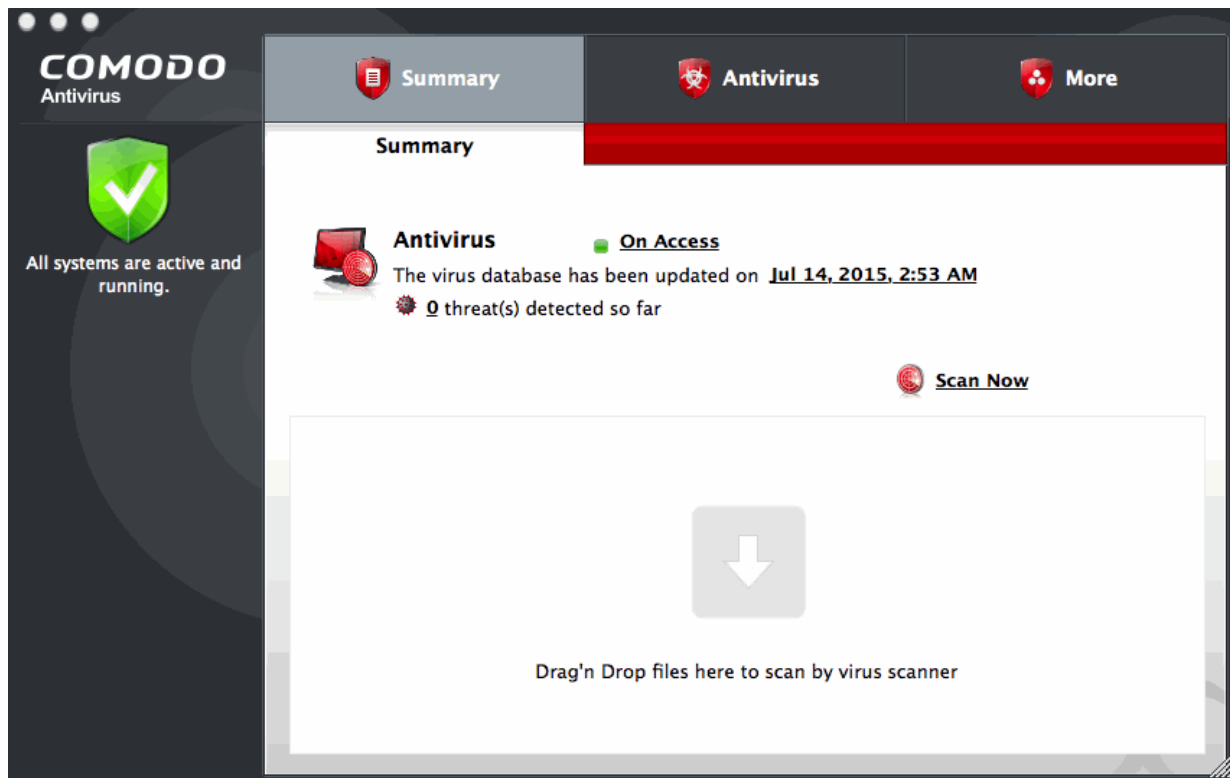 COMODO
Antivirus
Summary
Antivirus
More
Summary
All systems are active and
running.
Antivirus
On Access
The virus database has been updated on Jul 14, 2015, 2:53 AM
0 threat(s) detected so far
Scan Now
Drag'n Drop files here to scan by virus scanner